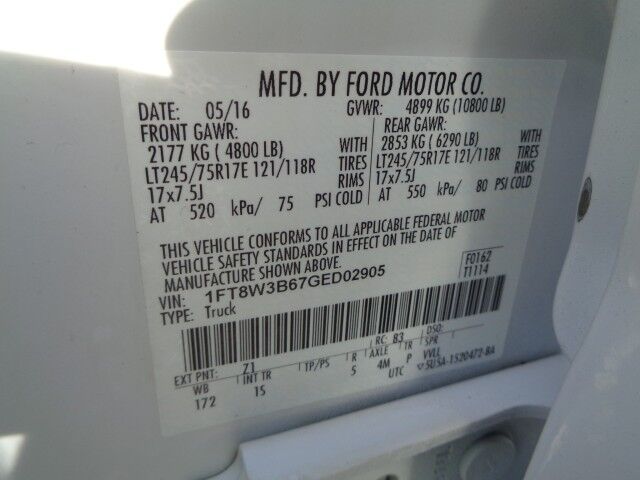 MFD. BY FORD MOTOR CO.
DATE: 05/16 GVWR: 4899 KG (10800 LB)
FRONT GAWR: REAR GAWR:
2177 KG ( 4800 LB) WITH 2853 KG ( 6290 LB) WITH
LT245/75R17E 121/118R TIRES LT245/75R17E 121/118R TIRES
17x7.5J RIMS 17x7.5J RIMS
AT 520 kPa/ 75 PSI COLD AT 550 kPa/ 80 PSI COLD
THIS VEHICLE CONFORMS TO ALL APPLICABLE FEDERAL MOTOR
VEHICLE SAFETY STANDARDS IN EFFECT ON THE DATE OF
MANUFACTURE SHOWN ABOVE.
F0162
T1114
VIN: 1FT8W3B67GED02905
TYPE: Truck
EXT PNT: Z1 RC: 83 DSO:
WB INT TR TP/PS R AXLE TR SPR
172 1S 5 4M P VVLL
UTC 5USA-1520472-BA